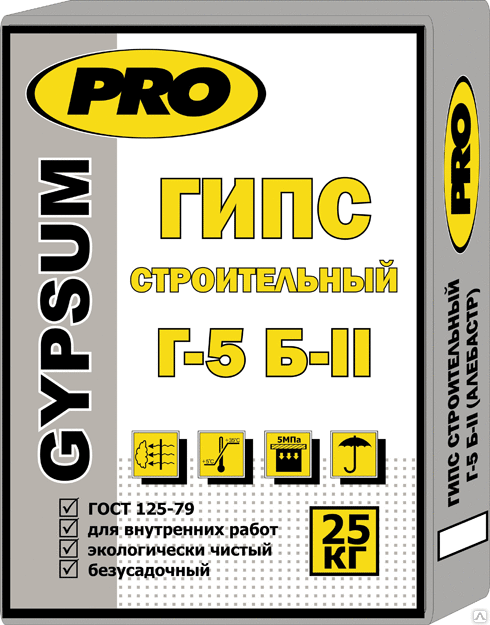 PRO
GYPSUM
ГИПС
СТРОИТЕЛЬНЫЙ
Г-5 Б-II
+35°C
+5°C
5МПа
ГОСТ 125-79
для внутренних работ
экологически чистый
безусадочный
25
КГ
PRO
ГИПС СТРОИТЕЛЬНЫЙ
Г-5 Б-II (АЛЕБАСТР)